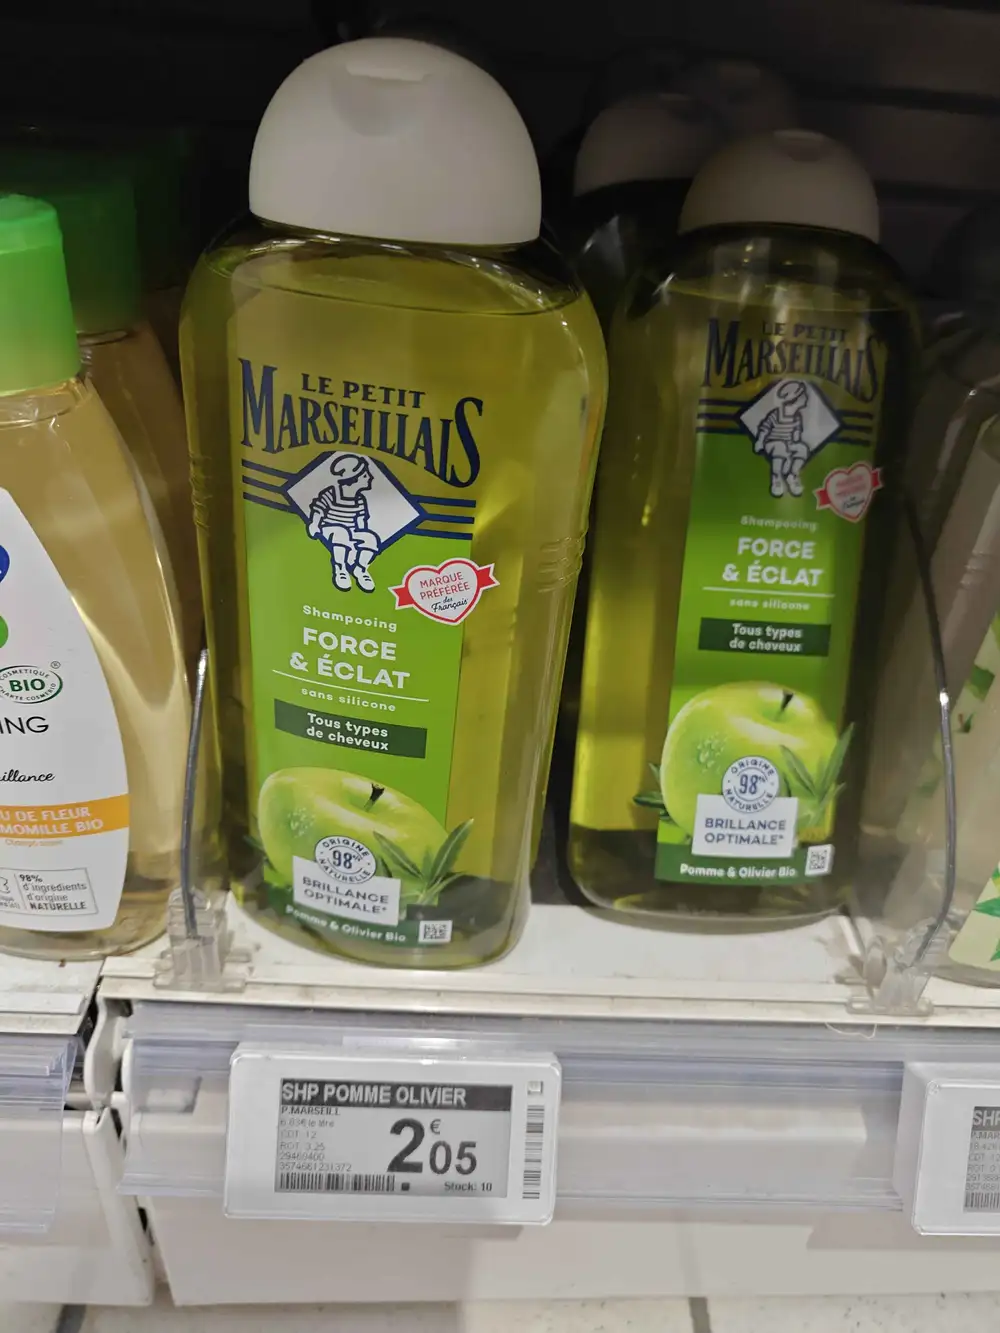 COSMETIQUE
BIO
ING
illance
U DE FLEUR
MOMILLE BIO
98%
d'ingrédients
d'origine
NATURELLE
LE PETIT
MARSEILLAIS
MARQUE
PRÉFÉRÉE
des
Français
Shampooing
FORCE
& ÉCLAT
sans silicone
Tous types
de cheveux
ORIGINE
98%
NATURELLE
BRILLANCE
OPTIMALE*
Pomme & Olivier Bio
LE PETIT
MARSEILLAIS
Shampooing
FORCE
& ÉCLAT
sans silicone
Tous types
de cheveux
ORIGINE
98%
NATURELLE
BRILLANCE
OPTIMALE*
Pomme & Olivier Bio
SHP POMME OLIVIER
P.MARSEILL
2€05
Stock: 10
SH
P.MAR